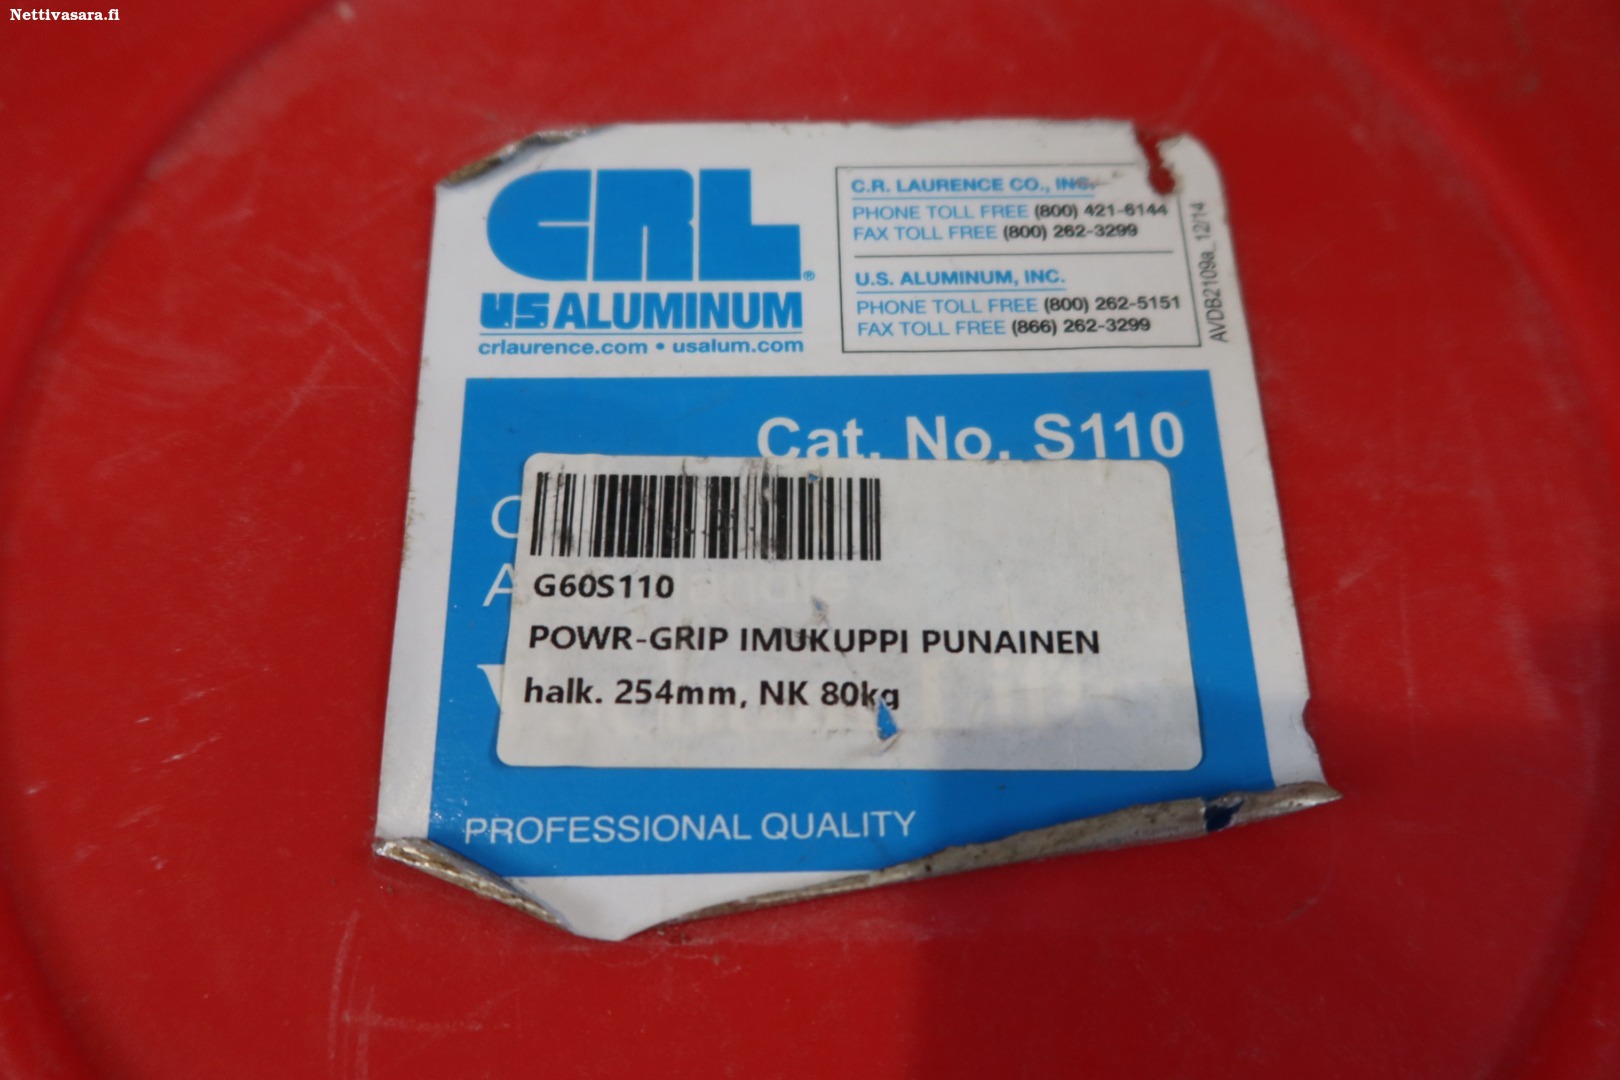 Nettivasara.fi
CRL®
U.S. ALUMINUM
crlaurence.com • usalum.com
C.R. LAURENCE CO., INC.
PHONE TOLL FREE (800) 421-6144
FAX TOLL FREE (800) 262-3299
U.S. ALUMINUM, INC.
PHONE TOLL FREE (800) 262-5151
FAX TOLL FREE (866) 262-3299
AVDB2109a_12/14
Cat. No. S110
G60S110
POWR-GRIP IMUKUPPI PUNAINEN
halk. 254mm, NK 80kg
PROFESSIONAL QUALITY